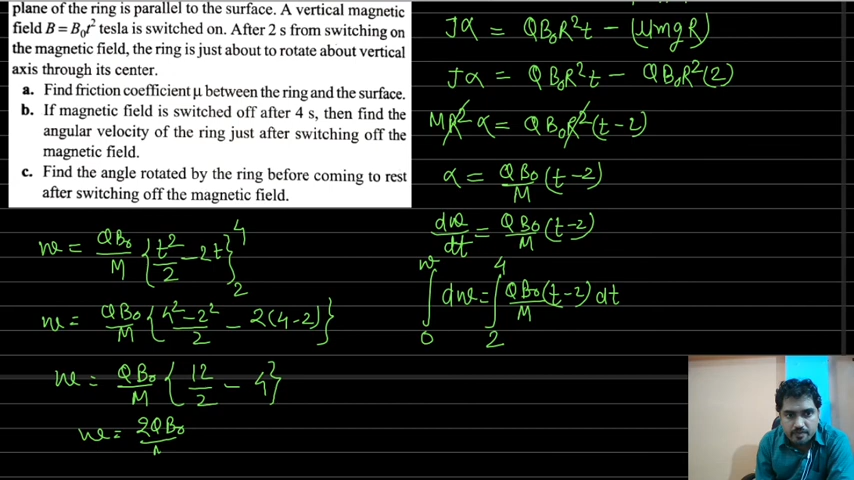 plane of the ring is parallel to the surface. A vertical magnetic
field B = B₀t² tesla is switched on. After 2 s from switching on
the magnetic field, the ring is just about to rotate about vertical
axis through its center.
a. Find friction coefficient μ between the ring and the surface.
b. If magnetic field is switched off after 4 s, then find the
angular velocity of the ring just after switching off the
magnetic field.
c. Find the angle rotated by the ring before coming to rest
after switching off the magnetic field.
w = QB₀/M {t²/2 - 2t}₂⁴
w = QB₀/M {4²-2²/2 - 2(4-2)}
w = QB₀/M {12/2 - 4}
w = 2QB₀/
Iα = QB₀R²t - (μmgR)
Iα = QB₀R²t - QB₀R²(2)
MR²α = QB₀R²(t-2)
α = QB₀/M (t-2)
dw/dt = QB₀/M (t-2)
∫₀ʷ dw = ∫₂⁴ QB₀/M (t-2) dt